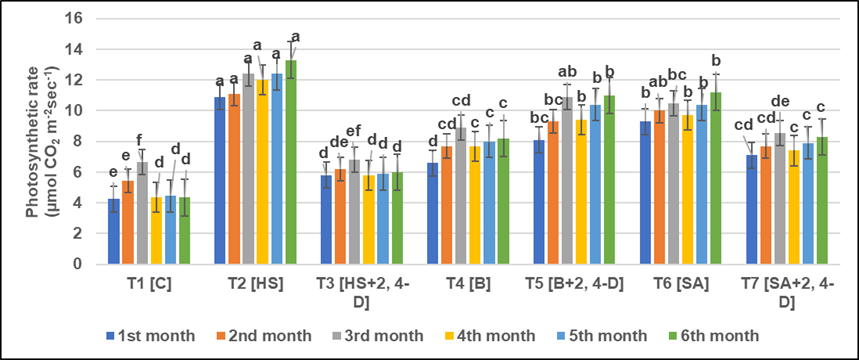 Photosynthetic rate
(µmol CO2 m-2sec-1)
16
14
12
10
8
6
4
2
0
e e f d d d
a a a a a a
d de ef d d d
d cd cd c c c
bc bc ab b b b
b ab bc b b b
cd cd de c c c
T1 [C]
T2 [HS]
T3 [HS+2, 4-
D]
T4 [B]
T5 [B+2, 4-D]
T6 [SA]
T7 [SA+2, 4-
D]
1st month 2nd month 3rd month 4th month 5th month 6th month